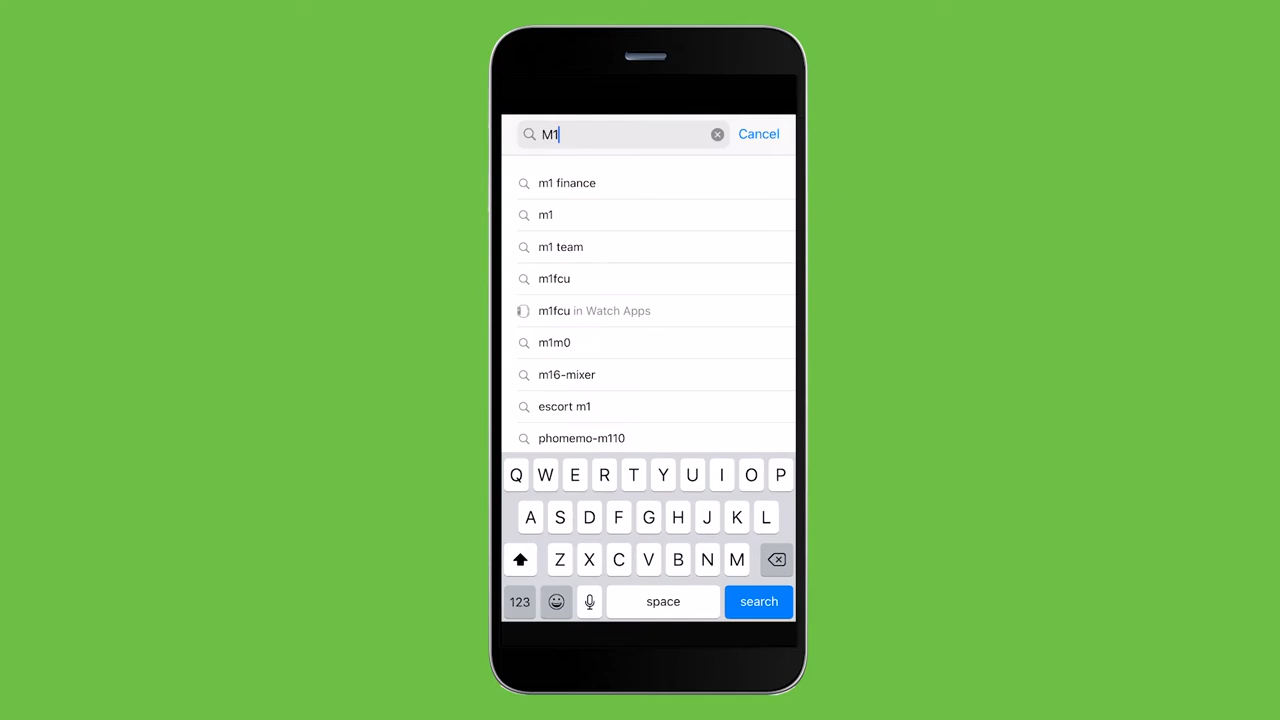 M1
Cancel
m1 finance
m1
m1 team
m1fcu
m1fcu in Watch Apps
m1m0
m16-mixer
escort m1
phomemo-m110
Q W E R T Y U I O P
A S D F G H J K L
Z X C V B N M
123 space search